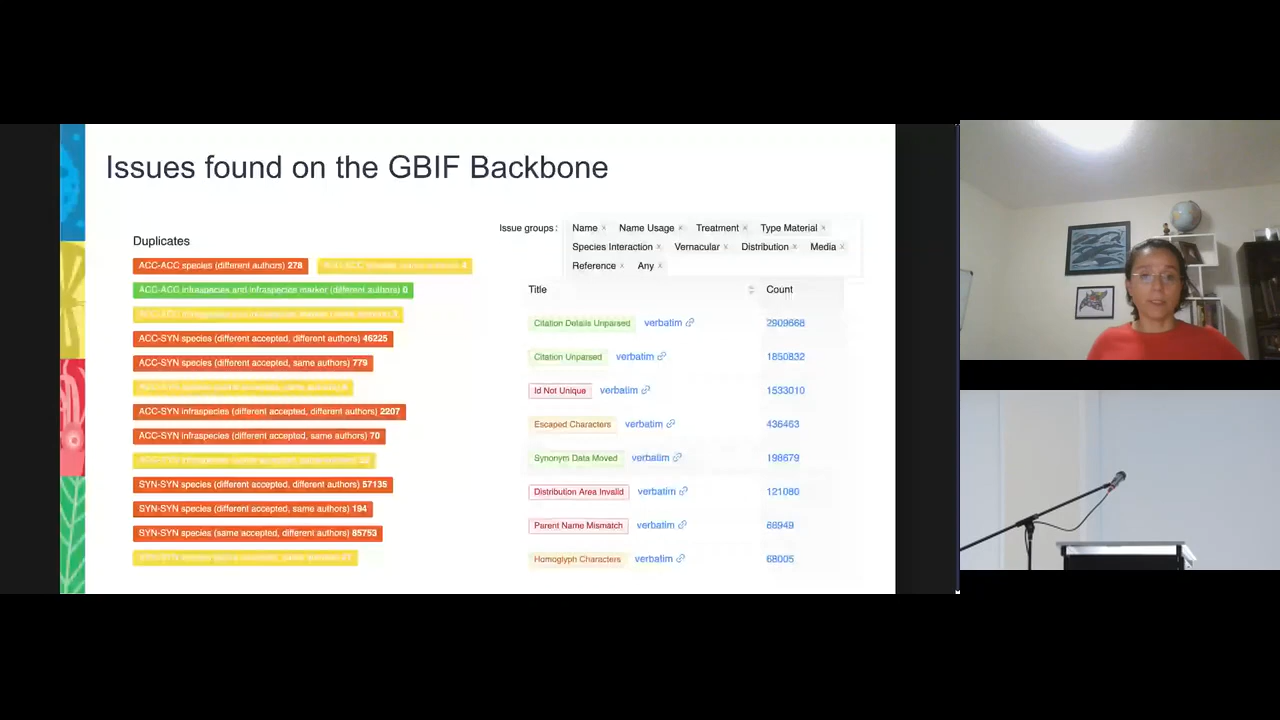 Issues found on the GBIF Backbone
Duplicates
ACC-ACC species (different authors) 278
ACC-ACC infraspecies and infraspecies marker (different authors) 0
ACC-SYN species (different accepted, different authors) 46225
ACC-SYN species (different accepted, same authors) 779
ACC-SYN infraspecies (different accepted, different authors) 2207
ACC-SYN infraspecies (different accepted, same authors) 70
SYN-SYN species (different accepted, different authors) 57135
SYN-SYN species (different accepted, same authors) 194
SYN-SYN species (same accepted, different authors) 85753
Issue groups: Name × Name Usage × Treatment × Type Material ×
Species Interaction × Vernacular × Distribution × Media ×
Reference × Any ×
Title Count
Citation Details Unparsed verbatim 2909668
Citation Unparsed verbatim 1850832
Id Not Unique verbatim 1533010
Escaped Characters verbatim 436463
Synonym Data Moved verbatim 198679
Distribution Area Invalid verbatim 121080
Parent Name Mismatch verbatim 68949
Homoglyph Characters verbatim 68005